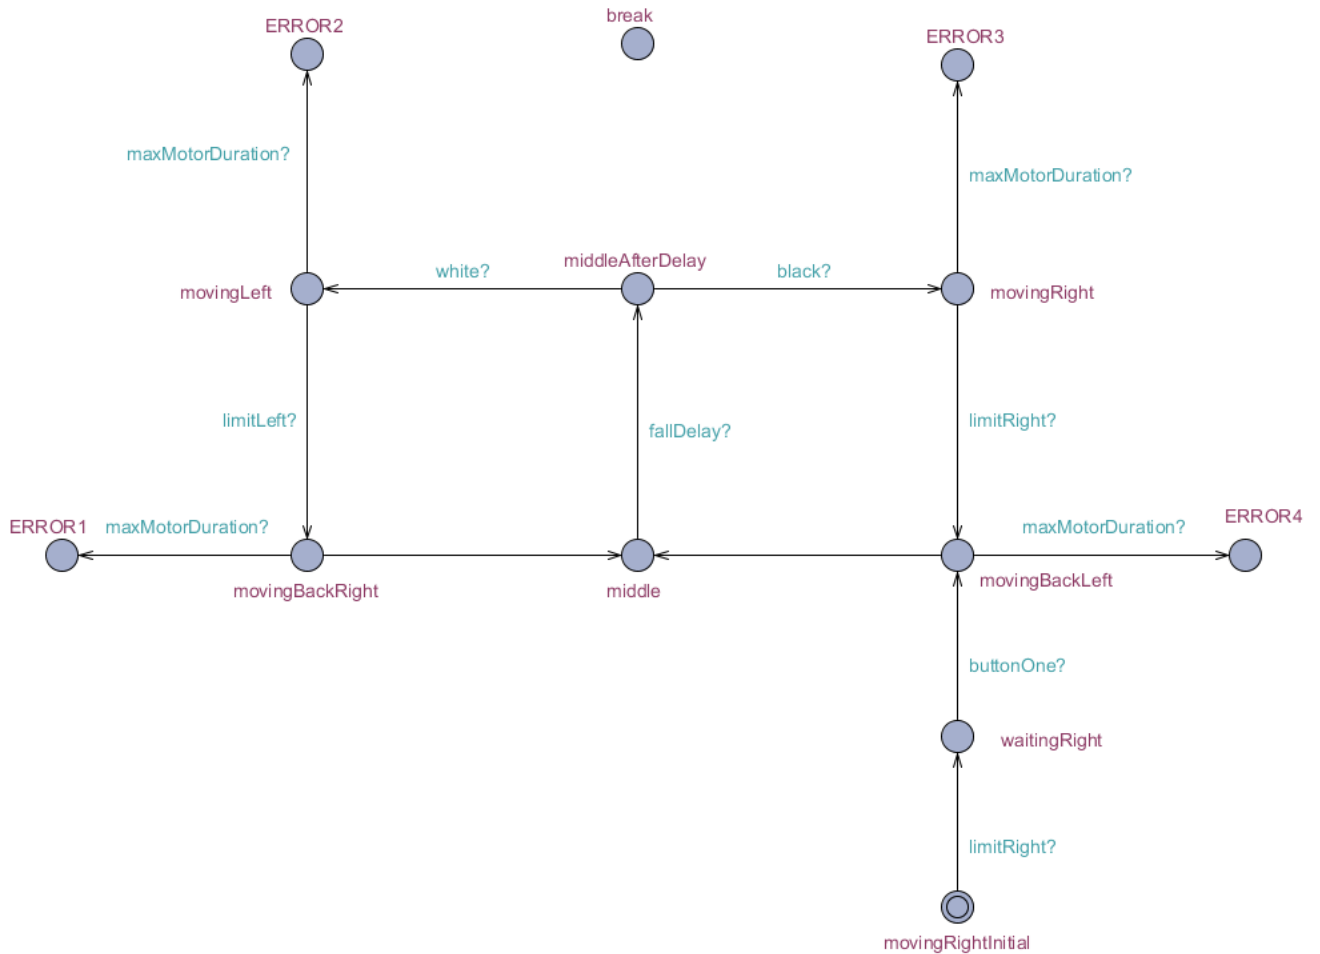 break
ERROR2
ERROR3
maxMotorDuration?
maxMotorDuration?
middleAfterDelay
white?
black?
movingLeft
movingRight
limitLeft?
fallDelay?
limitRight?
ERROR1
maxMotorDuration?
maxMotorDuration?
ERROR4
movingBackRight
middle
movingBackLeft
buttonOne?
waitingRight
limitRight?
movingRightInitial